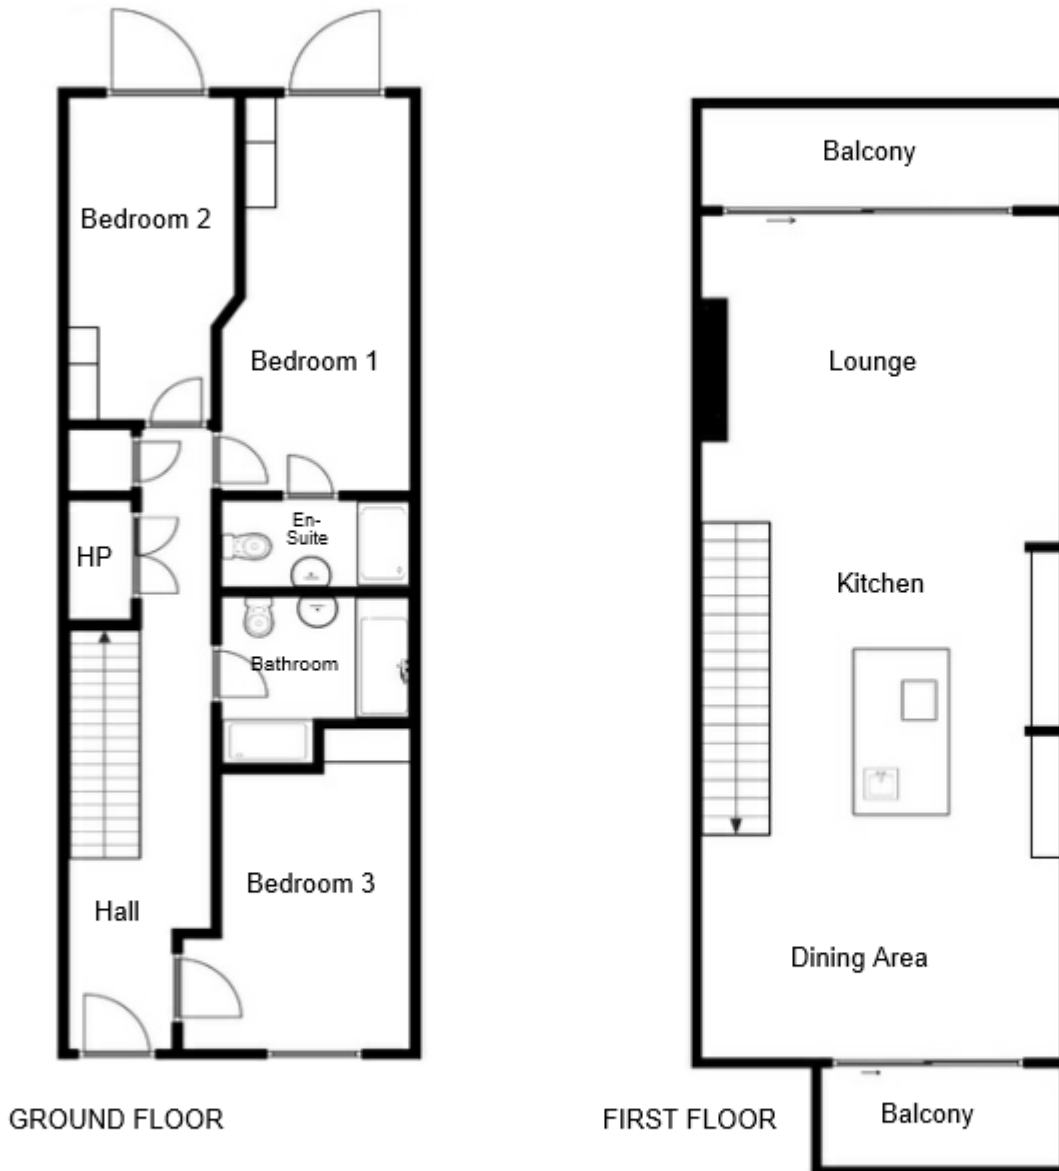 Bedroom 2
Bedroom 1
En-
Suite
HP
Bathroom
Bedroom 3
Hall
GROUND FLOOR
Balcony
Lounge
Kitchen
Dining Area
Balcony
FIRST FLOOR